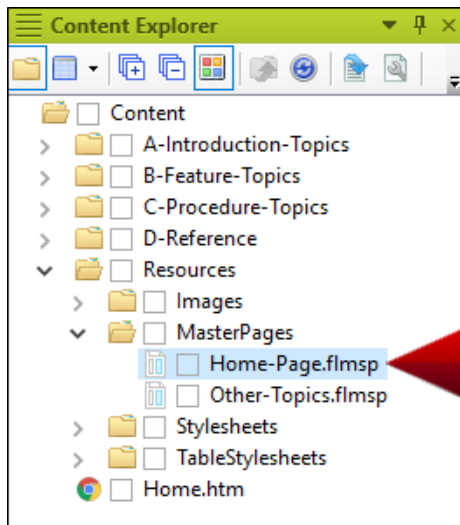 Content Explorer
Content
A-Introduction-Topics
B-Feature-Topics
C-Procedure-Topics
D-Reference
Resources
Images
MasterPages
Home-Page.flmsp
Other-Topics.flmsp
Stylesheets
TableStylesheets
Home.htm